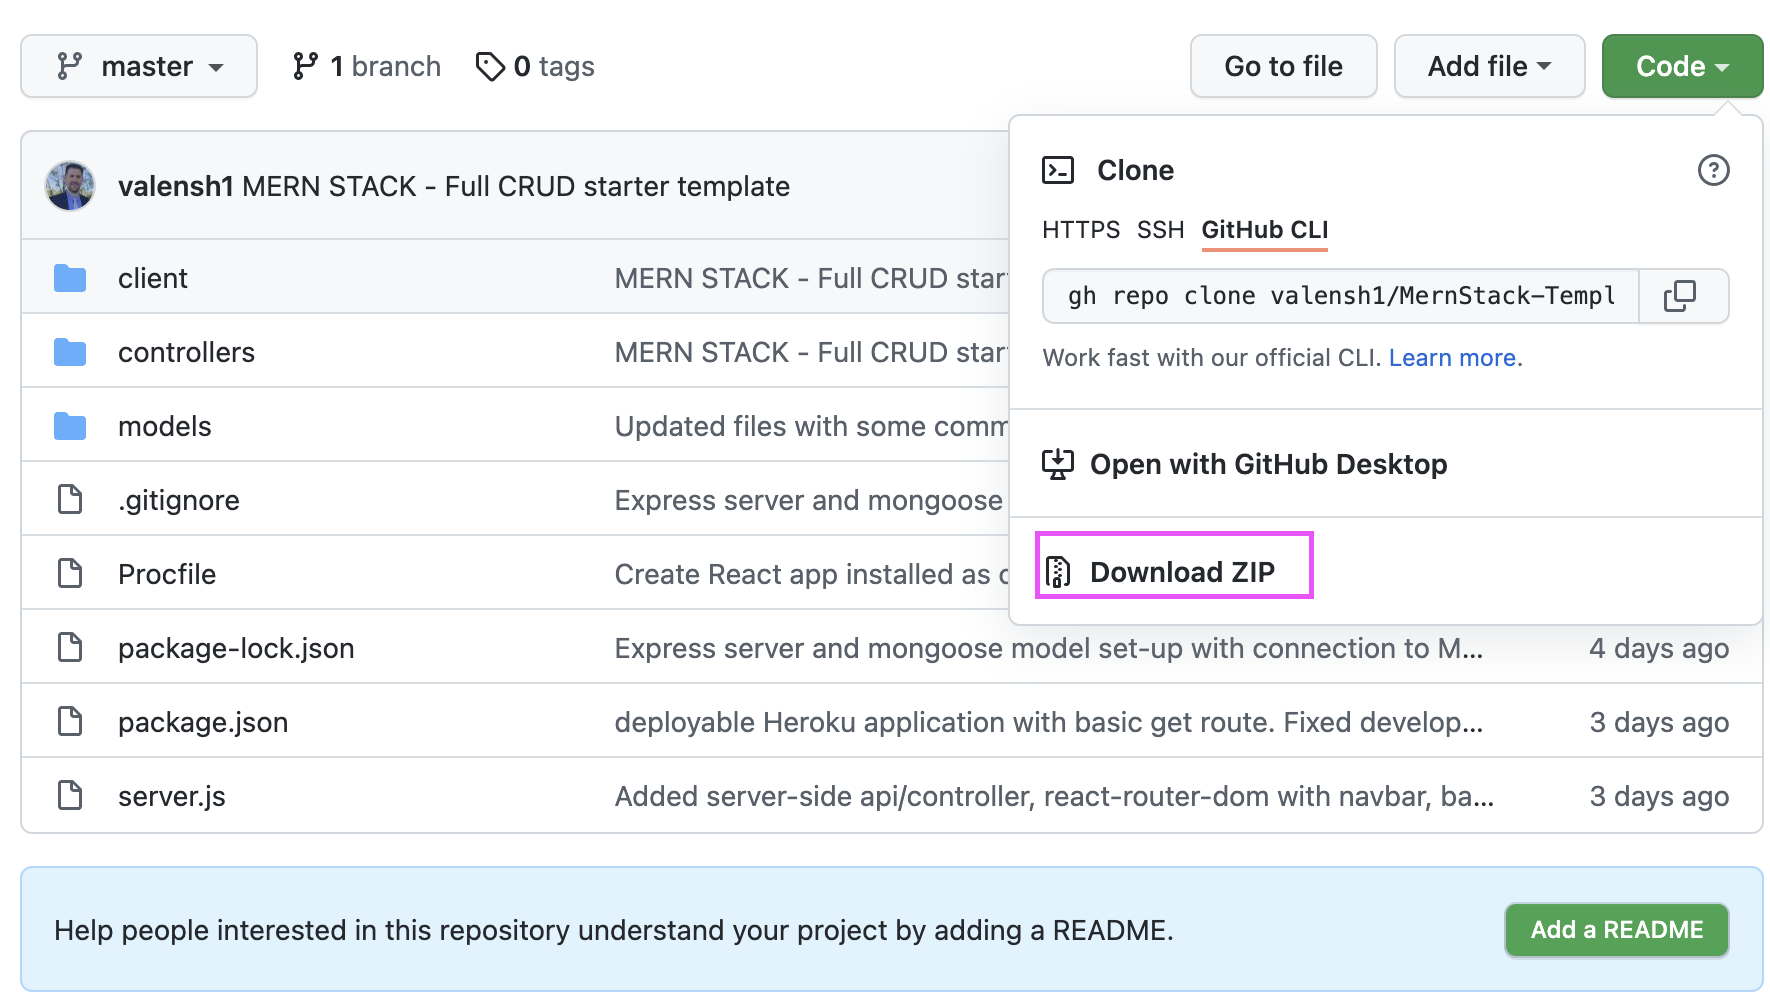 master 1 branch 0 tags Go to file Add file Code
valensh1 MERN STACK - Full CRUD starter template
client MERN STACK - Full CRUD star
controllers MERN STACK - Full CRUD star
models Updated files with some comm
.gitignore Express server and mongoose
Procfile Create React app installed as
package-lock.json Express server and mongoose model set-up with connection to M... 4 days ago
package.json deployable Heroku application with basic get route. Fixed develop... 3 days ago
server.js Added server-side api/controller, react-router-dom with navbar, ba... 3 days ago
Clone
HTTPS SSH GitHub CLI
gh repo clone valensh1/MernStack-Templ
Work fast with our official CLI. Learn more.
Open with GitHub Desktop
Download ZIP
Help people interested in this repository understand your project by adding a README. Add a README